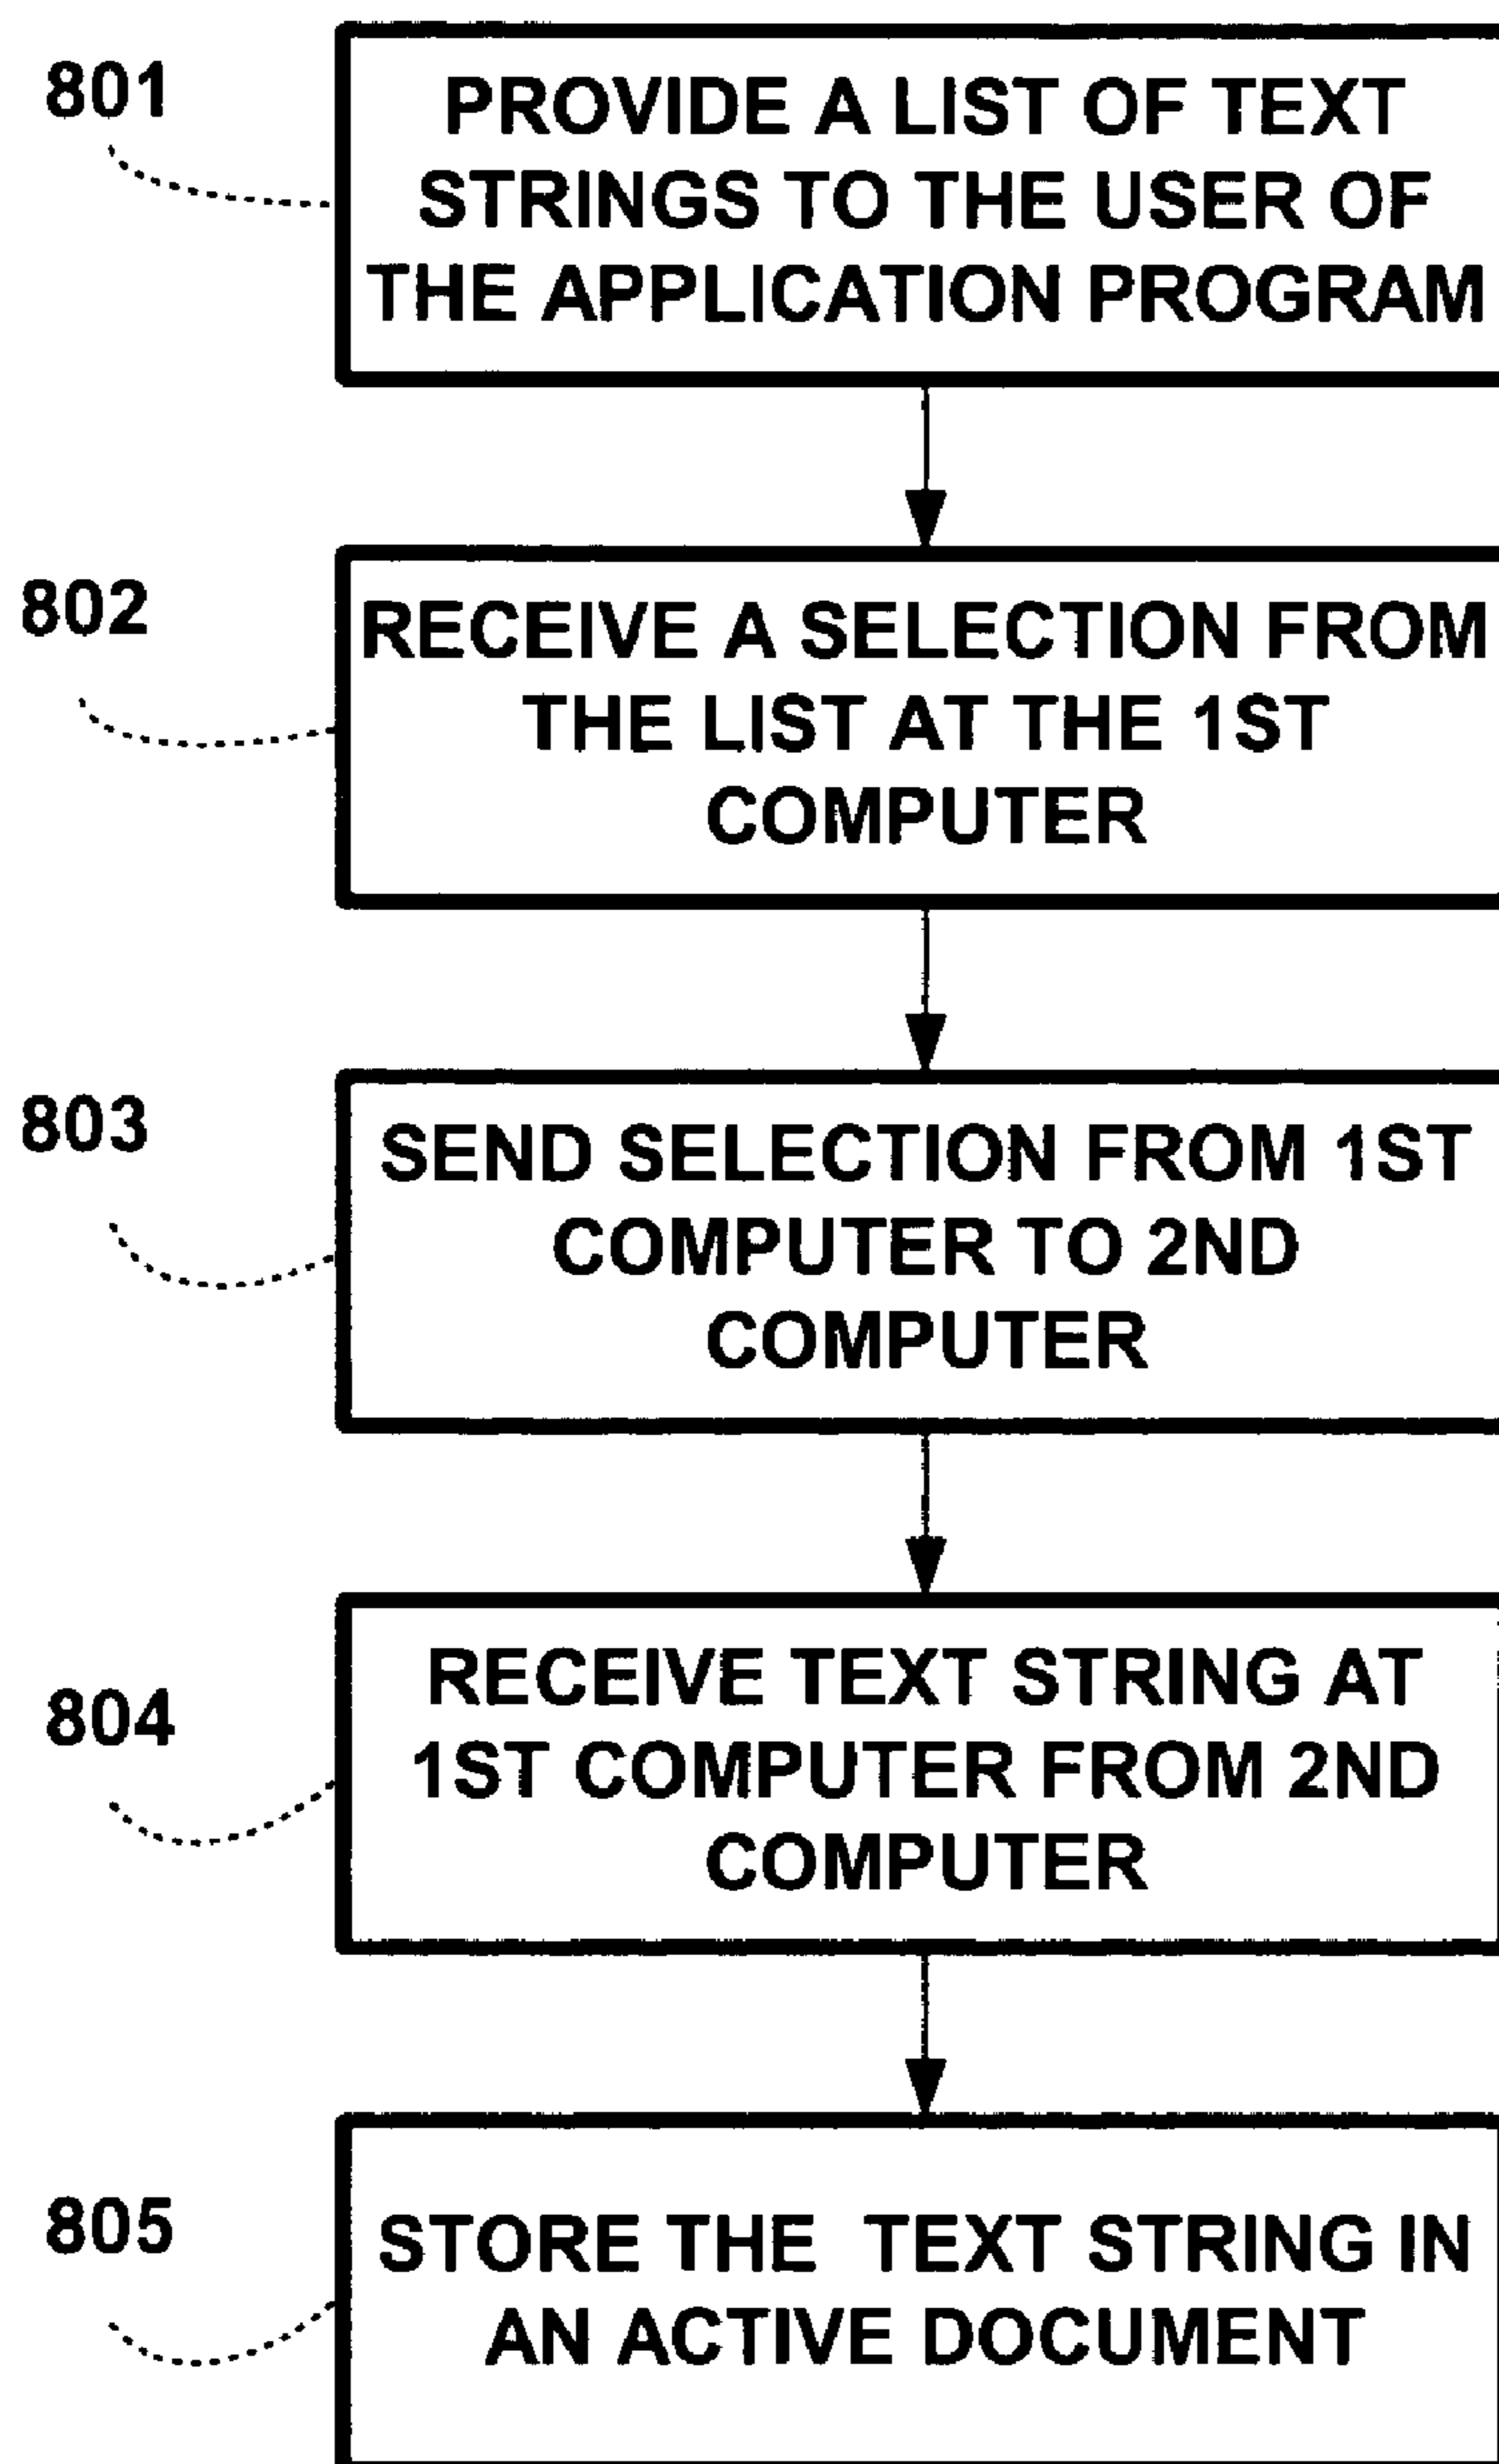 801
PROVIDE A LIST OF TEXT
STRINGS TO THE USER OF
THE APPLICATION PROGRAM
802
RECEIVE A SELECTION FROM
THE LIST AT THE 1ST
COMPUTER
803
SEND SELECTION FROM 1ST
COMPUTER TO 2ND
COMPUTER
804
RECEIVE TEXT STRING AT
1ST COMPUTER FROM 2ND
COMPUTER
805
STORE THE TEXT STRING IN
AN ACTIVE DOCUMENT